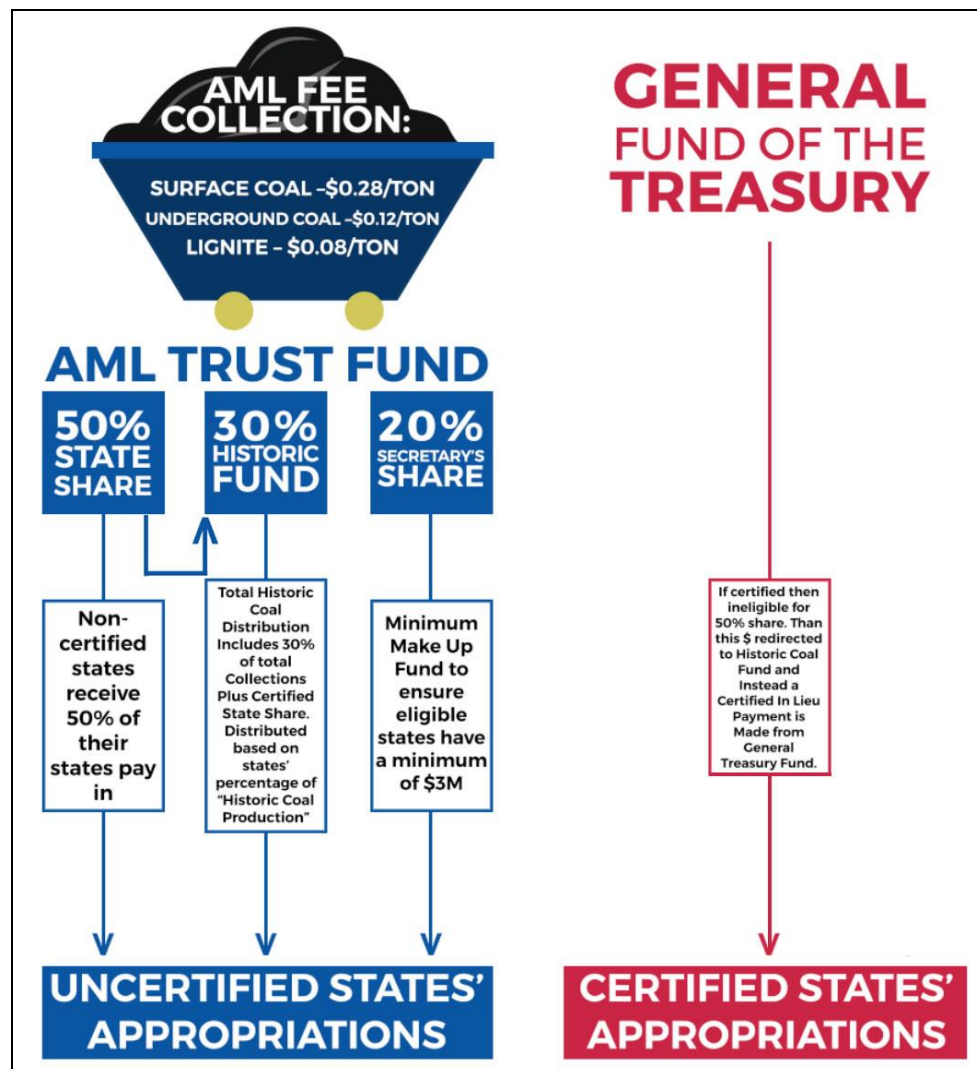 AML FEE
COLLECTION:
SURFACE COAL –$0.28/TON
UNDERGROUND COAL –$0.12/TON
LIGNITE – $0.08/TON
AML TRUST FUND
50%
STATE
SHARE
30%
HISTORIC
FUND
20%
SECRETARY'S
SHARE
Non-
certified
states
receive
50% of
their
states pay
in
Total Historic
Coal
Distribution
Includes 30%
of total
Collections
Plus Certified
State Share.
Distributed
based on
states'
percentage of
"Historic Coal
Production"
Minimum
Make Up
Fund to
ensure
eligible
states have
a minimum
of $3M
UNCERTIFIED STATES'
APPROPRIATIONS
GENERAL
FUND OF THE
TREASURY
If certified then
ineligible for
50% share. Than
this $ redirected
to Historic Coal
Fund and
Instead a
Certified In Lieu
Payment is
Made from
General
Treasury Fund.
CERTIFIED STATES'
APPROPRIATIONS